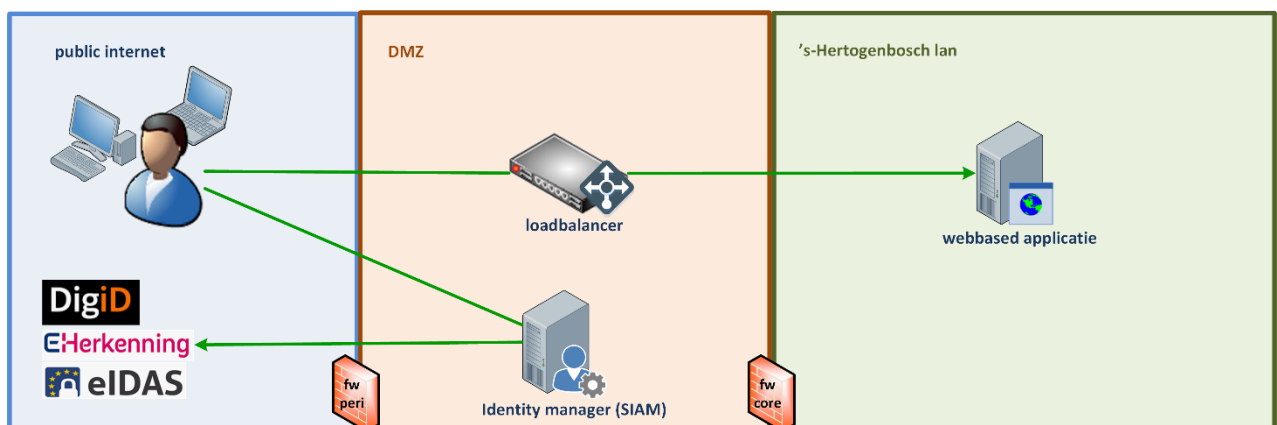 public internet
DMZ
's-Hertogenbosch lan
loadbalancer
webbased applicatie
DigiD
eHerkenning
eIDAS
fw
peri
Identity manager (SIAM)
fw
core